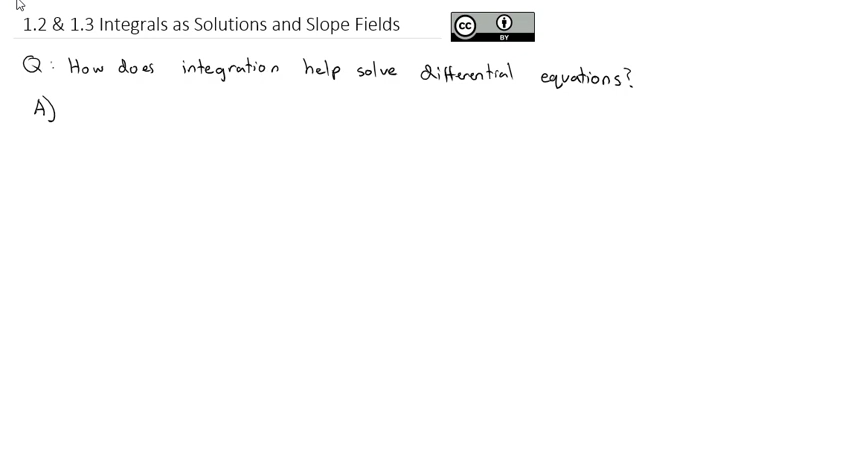 1.2 & 1.3 Integrals as Solutions and Slope Fields
cc BY
Q: How does integration help solve differential equations?
A)